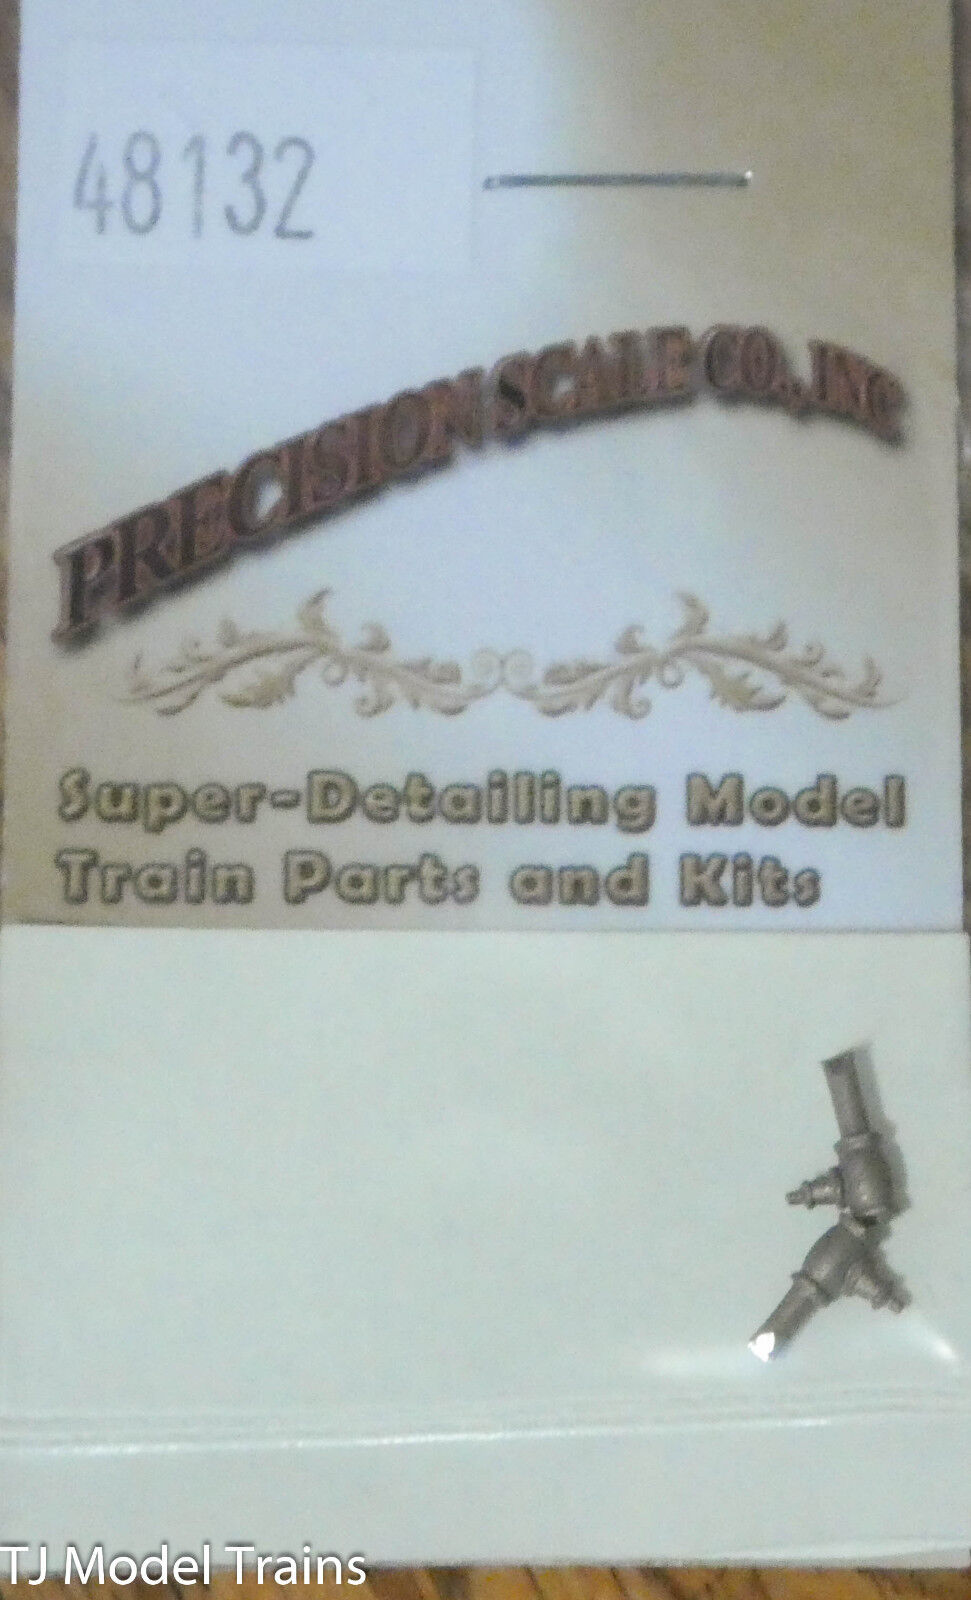 48132
PRECISION SCALE CO., INC
Super-Detailing Model
Train Parts and Kits
TJ Model Trains